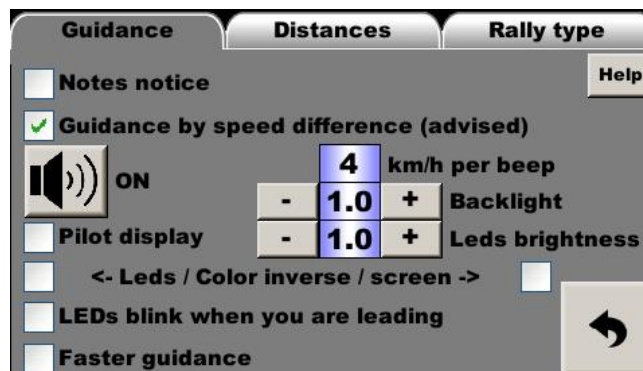 Guidance Distances Rally type
Notes notice Help
Guidance by speed difference (advised)
ON 4 km/h per beep
- 1.0 + Backlight
Pilot display - 1.0 + Leds brightness
<- Leds / Color inverse / screen ->
LEDs blink when you are leading
Faster guidance